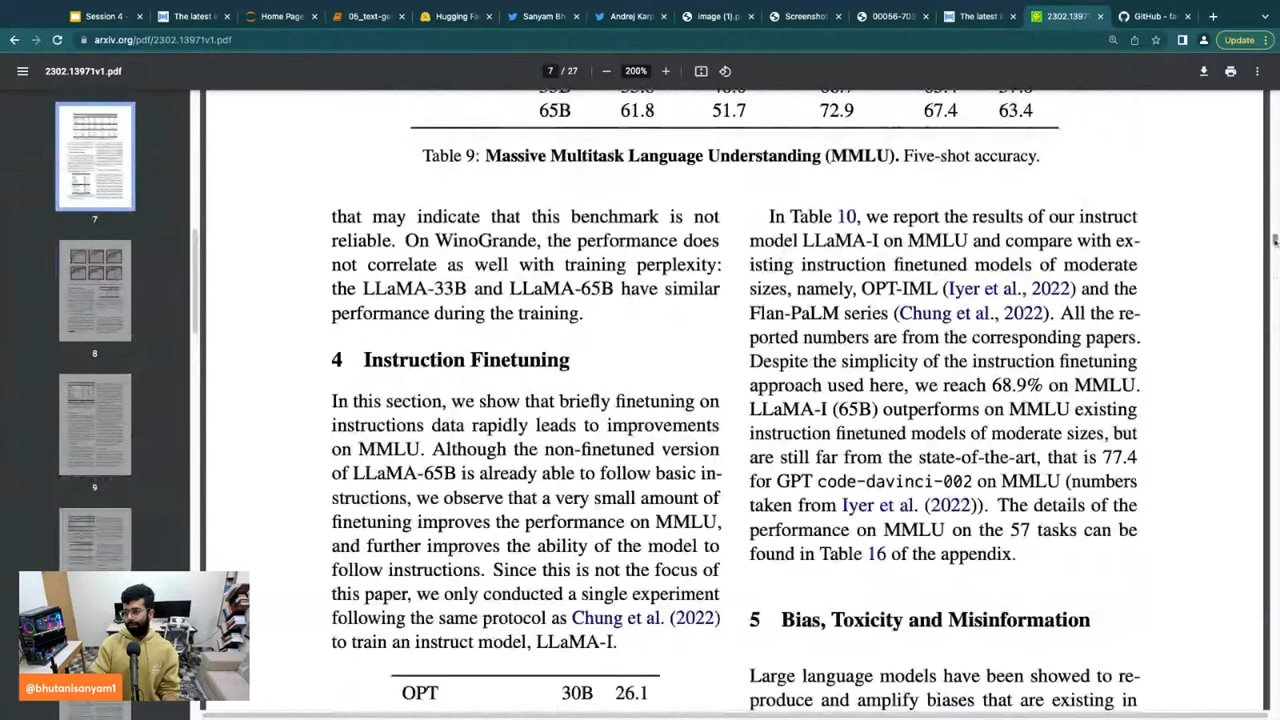 Session 4 -
The latest i
Home Page
05_text-ge
Hugging Fa
Sanyam Bh
Andrej Karp
image (1).p
Screenshot
00056-703
The latest i
2302.1397
GitHub - fa
arxiv.org/pdf/2302.13971v1.pdf
Update
2302.13971v1.pdf
7 / 27
200%
65B 61.8 51.7 72.9 67.4 63.4
Table 9: Massive Multitask Language Understanding (MMLU). Five-shot accuracy.
that may indicate that this benchmark is not
reliable. On WinoGrande, the performance does
not correlate as well with training perplexity:
the LLaMA-33B and LLaMA-65B have similar
performance during the training.
4 Instruction Finetuning
In this section, we show that briefly finetuning on
instructions data rapidly leads to improvements
on MMLU. Although the non-finetuned version
of LLaMA-65B is already able to follow basic in-
structions, we observe that a very small amount of
finetuning improves the performance on MMLU,
and further improves the ability of the model to
follow instructions. Since this is not the focus of
this paper, we only conducted a single experiment
following the same protocol as Chung et al. (2022)
to train an instruct model, LLaMA-I.
OPT 30B 26.1
In Table 10, we report the results of our instruct
model LLaMA-I on MMLU and compare with ex-
isting instruction finetuned models of moderate
sizes, namely, OPT-IML (Iyer et al., 2022) and the
Flan-PaLM series (Chung et al., 2022). All the re-
ported numbers are from the corresponding papers.
Despite the simplicity of the instruction finetuning
approach used here, we reach 68.9% on MMLU.
LLaMA-I (65B) outperforms on MMLU existing
instruction finetuned models of moderate sizes, but
are still far from the state-of-the-art, that is 77.4
for GPT code-davinci-002 on MMLU (numbers
taken from Iyer et al. (2022)). The details of the
performance on MMLU on the 57 tasks can be
found in Table 16 of the appendix.
5 Bias, Toxicity and Misinformation
Large language models have been showed to re-
produce and amplify biases that are existing in
7
8
9
@bhutanisanyam1